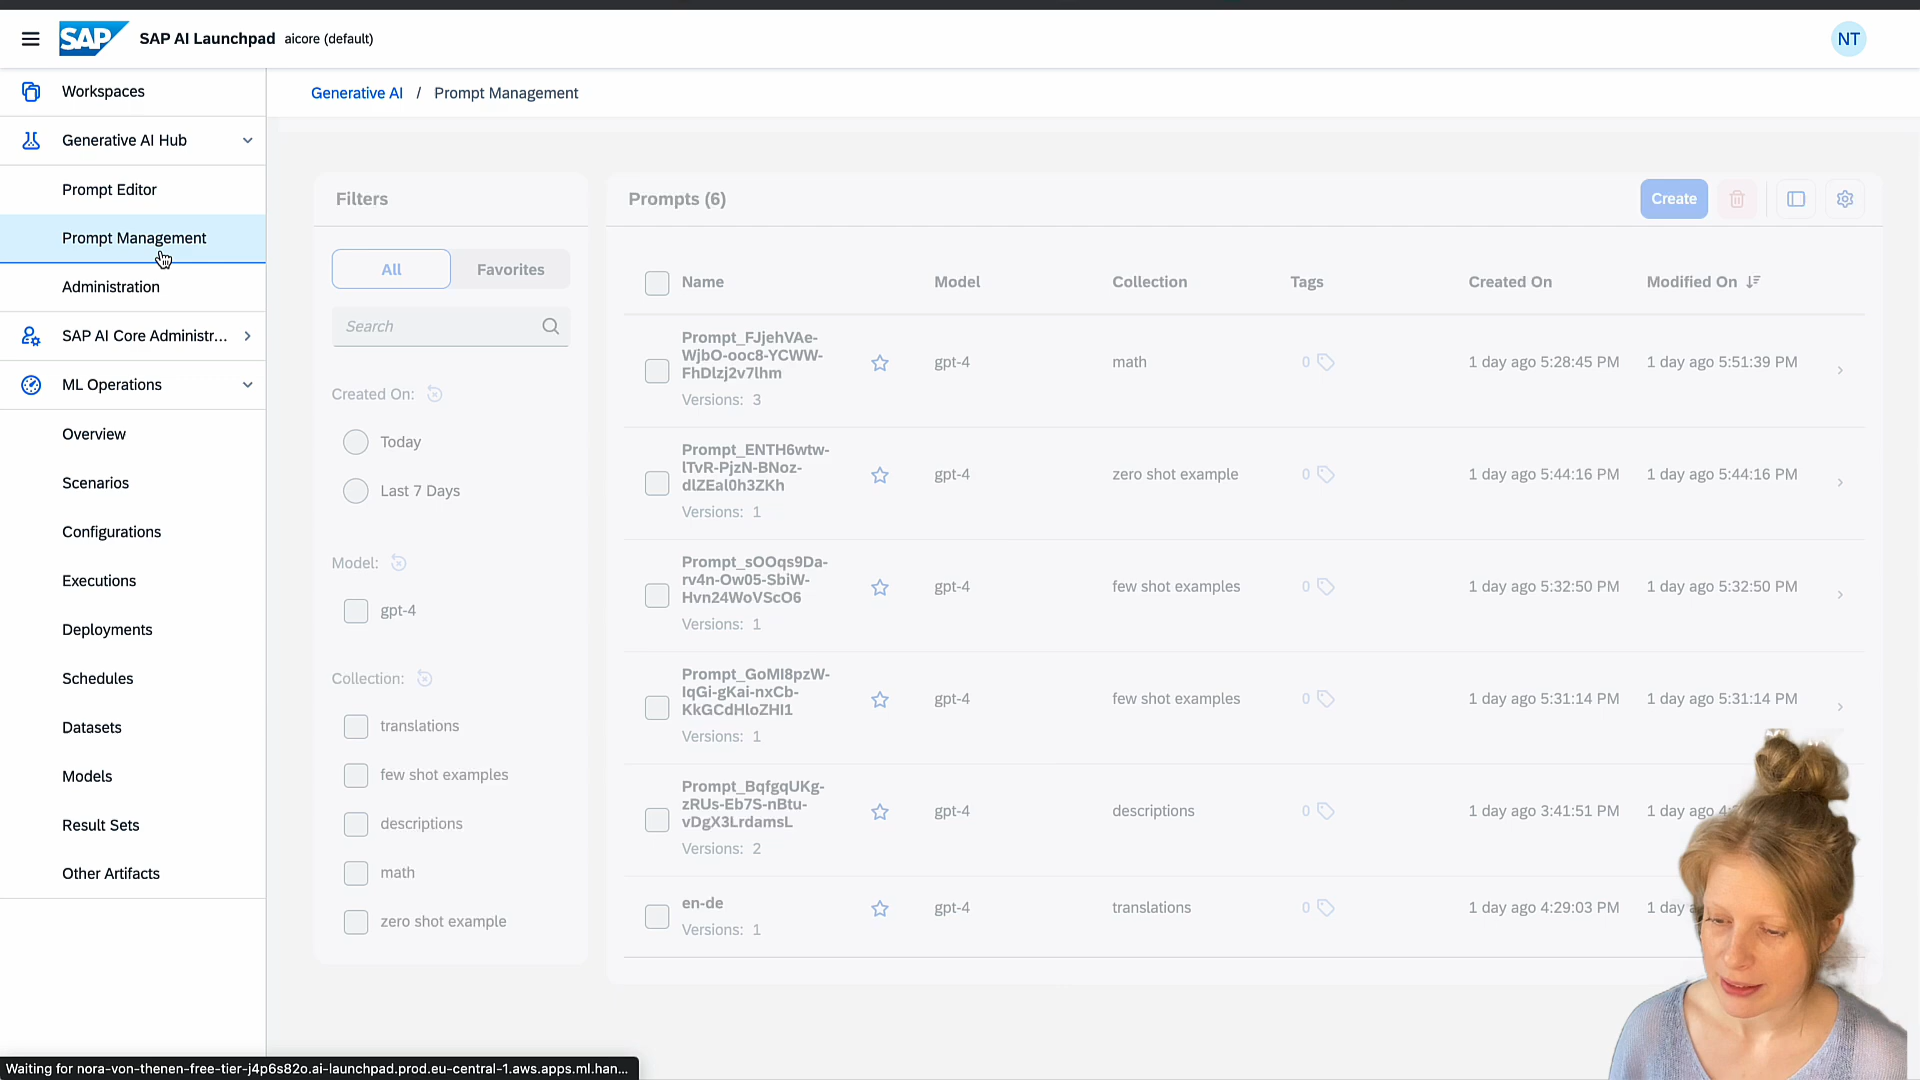 SAP SAP AI Launchpad aicore (default) NT
Workspaces
Generative AI Hub
Prompt Editor
Prompt Management
Administration
SAP AI Core Administr...
ML Operations
Overview
Scenarios
Configurations
Executions
Deployments
Schedules
Datasets
Models
Result Sets
Other Artifacts
Generative AI / Prompt Management
Filters
All Favorites
Search
Created On:
Today
Last 7 Days
Model:
gpt-4
Collection:
translations
few shot examples
descriptions
math
zero shot example
Prompts (6) Create
Name Model Collection Tags Created On Modified On
Prompt_FJjehVAe-
WjbO-ooc8-YCWW-
FhDlzj2v7lhm gpt-4 math 0 1 day ago 5:28:45 PM 1 day ago 5:51:39 PM
Versions: 3
Prompt_ENTH6wtw-
lTvR-PjzN-BNoz-
dlZEal0h3ZKh gpt-4 zero shot example 0 1 day ago 5:44:16 PM 1 day ago 5:44:16 PM
Versions: 1
Prompt_sOOqs9Da-
rv4n-Ow05-SbiW-
Hvn24WoVScO6 gpt-4 few shot examples 0 1 day ago 5:32:50 PM 1 day ago 5:32:50 PM
Versions: 1
Prompt_GoMI8pzW-
IqGi-gKai-nxCb-
KkGCdHloZHI1 gpt-4 few shot examples 0 1 day ago 5:31:14 PM 1 day ago 5:31:14 PM
Versions: 1
Prompt_BqfgqUKg-
zRUs-Eb7S-nBtu-
vDgX3LrdamsL gpt-4 descriptions 0 1 day ago 3:41:51 PM 1 day ago
Versions: 2
en-de gpt-4 translations 0 1 day ago 4:29:03 PM 1 day
Versions: 1
Waiting for nora-von-thenen-free-tier-j4p6s82o.ai-launchpad.prod.eu-central-1.aws.apps.ml.han...